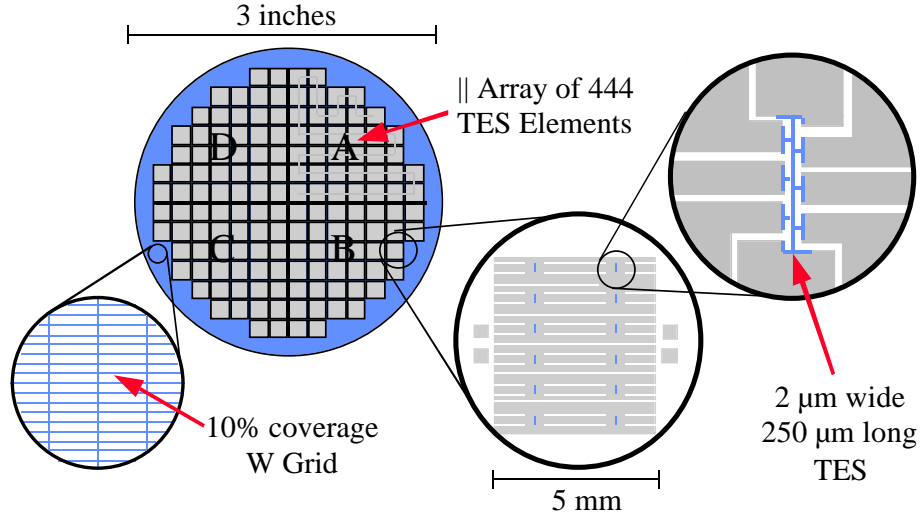 3 inches
|| Array of 444
TES Elements
D
A
C
B
10% coverage
W Grid
5 mm
2 µm wide
250 µm long
TES